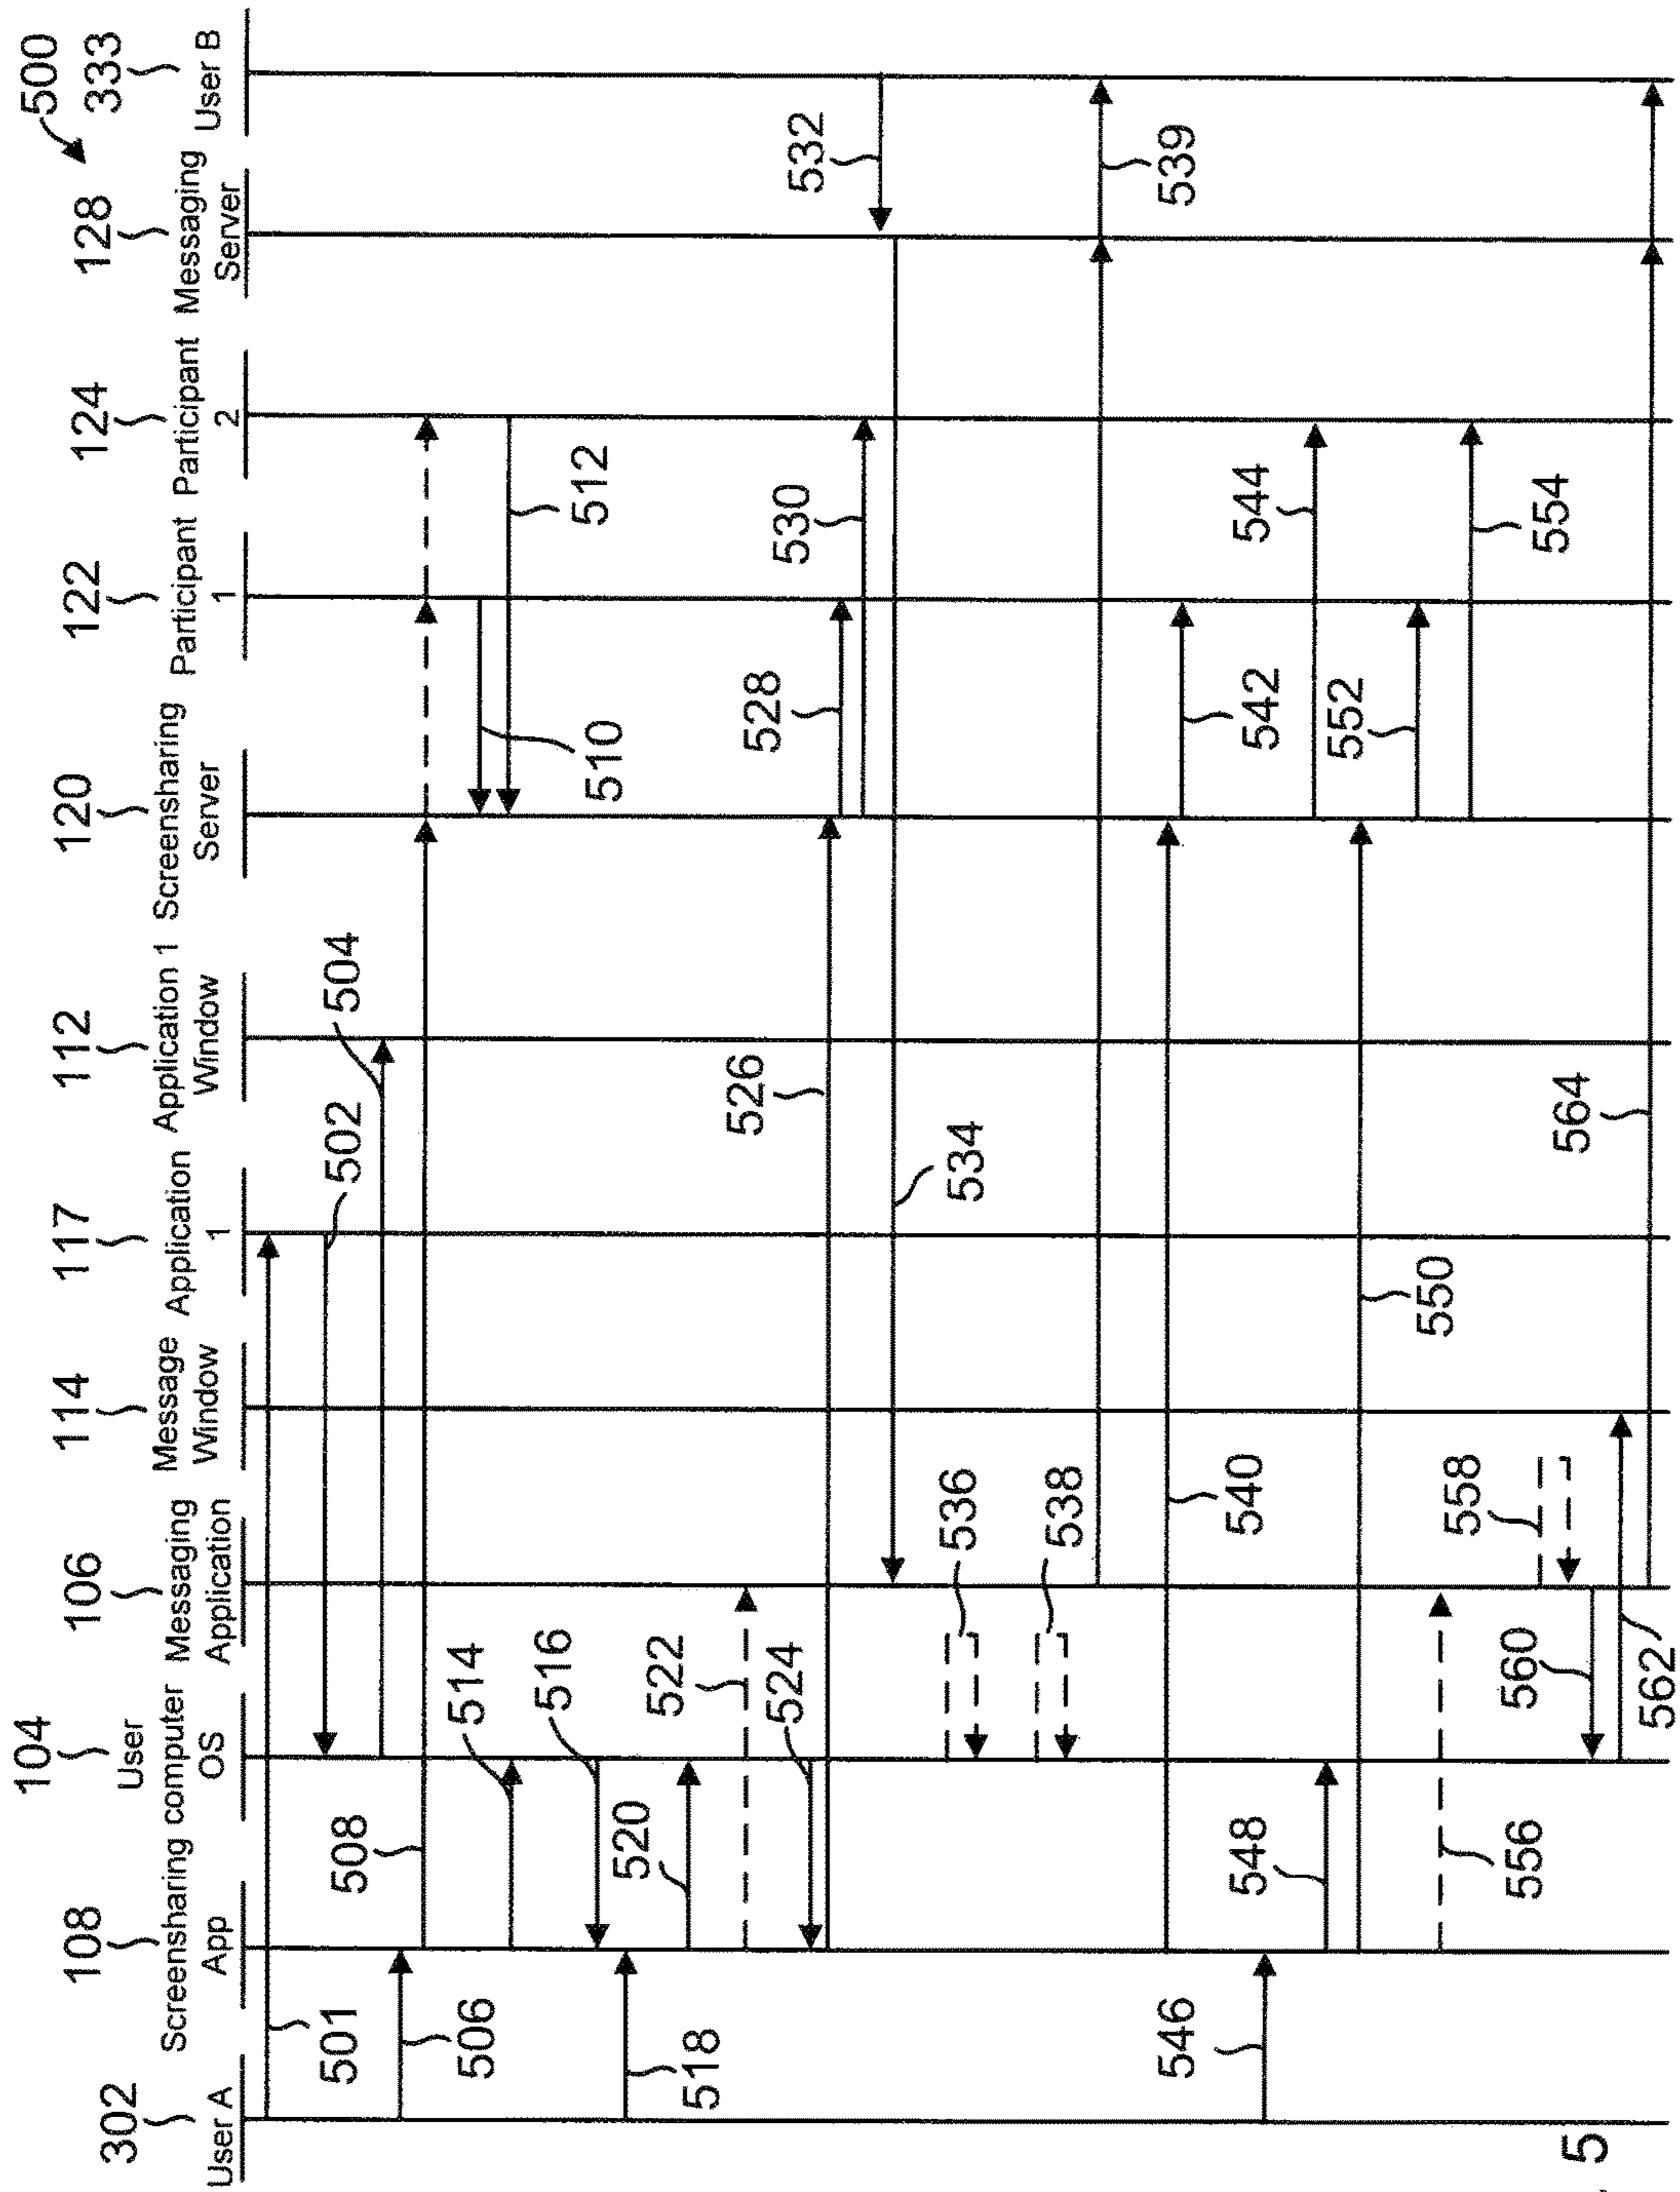 500
302
108
104
106
114
117
112
120
122
124
128
333
User A
Screensharing
App
User
computer
OS
Messaging
Application
Message
Window
Application
1
Application 1
Window
Screensharing
Server
Participant
1
Participant
2
Messaging
Server
User B
501
502
504
506
508
510
512
514
516
518
520
522
524
526
528
530
532
534
536
538
539
540
542
544
546
548
550
552
554
556
558
560
562
564
5